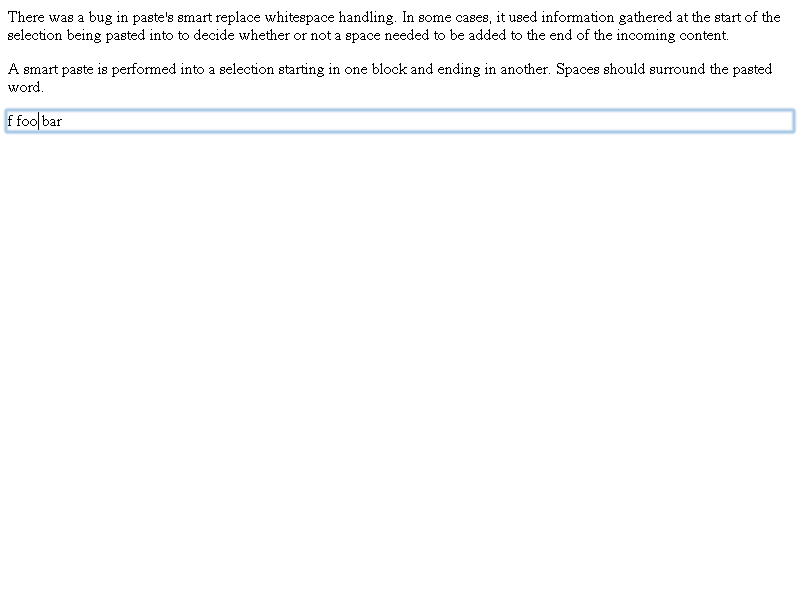 There was a bug in paste's smart replace whitespace handling. In some cases, it used information gathered at the start of the
selection being pasted into to decide whether or not a space needed to be added to the end of the incoming content.
A smart paste is performed into a selection starting in one block and ending in another. Spaces should surround the pasted
word.
f foo bar